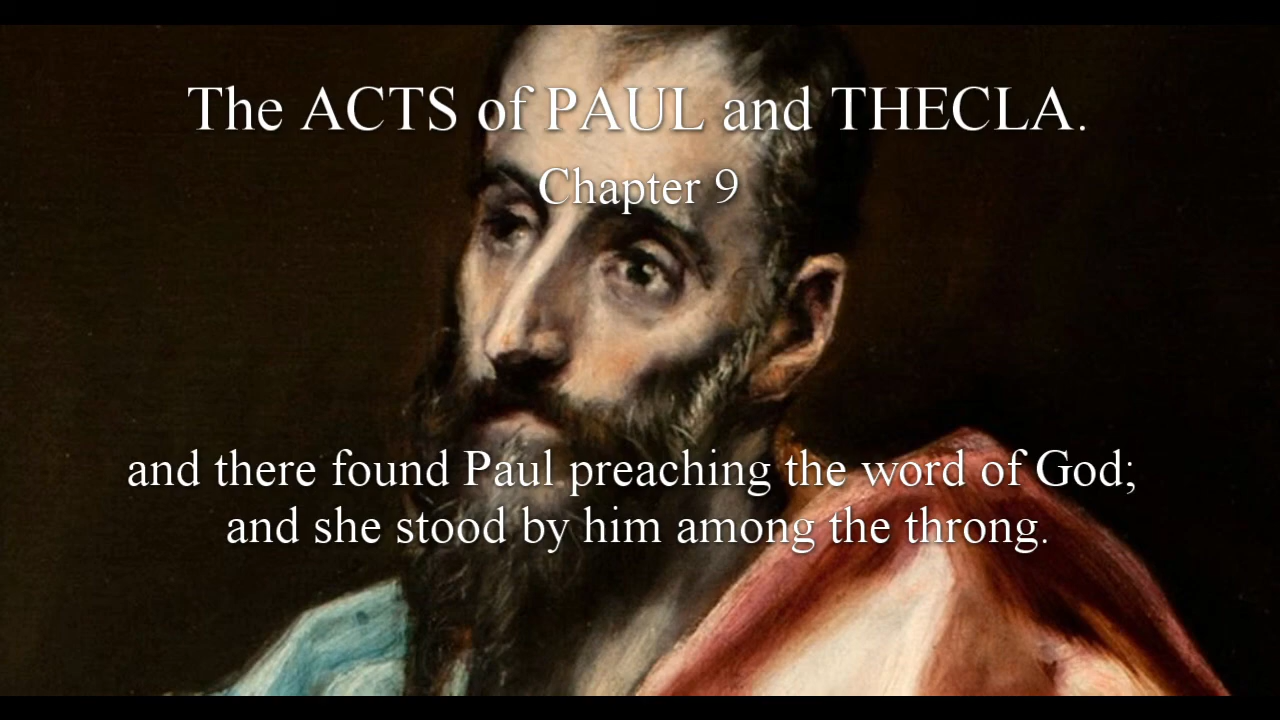 The ACTS of PAUL and THECLA.
Chapter 9
and there found Paul preaching the word of God;
and she stood by him among the throng.